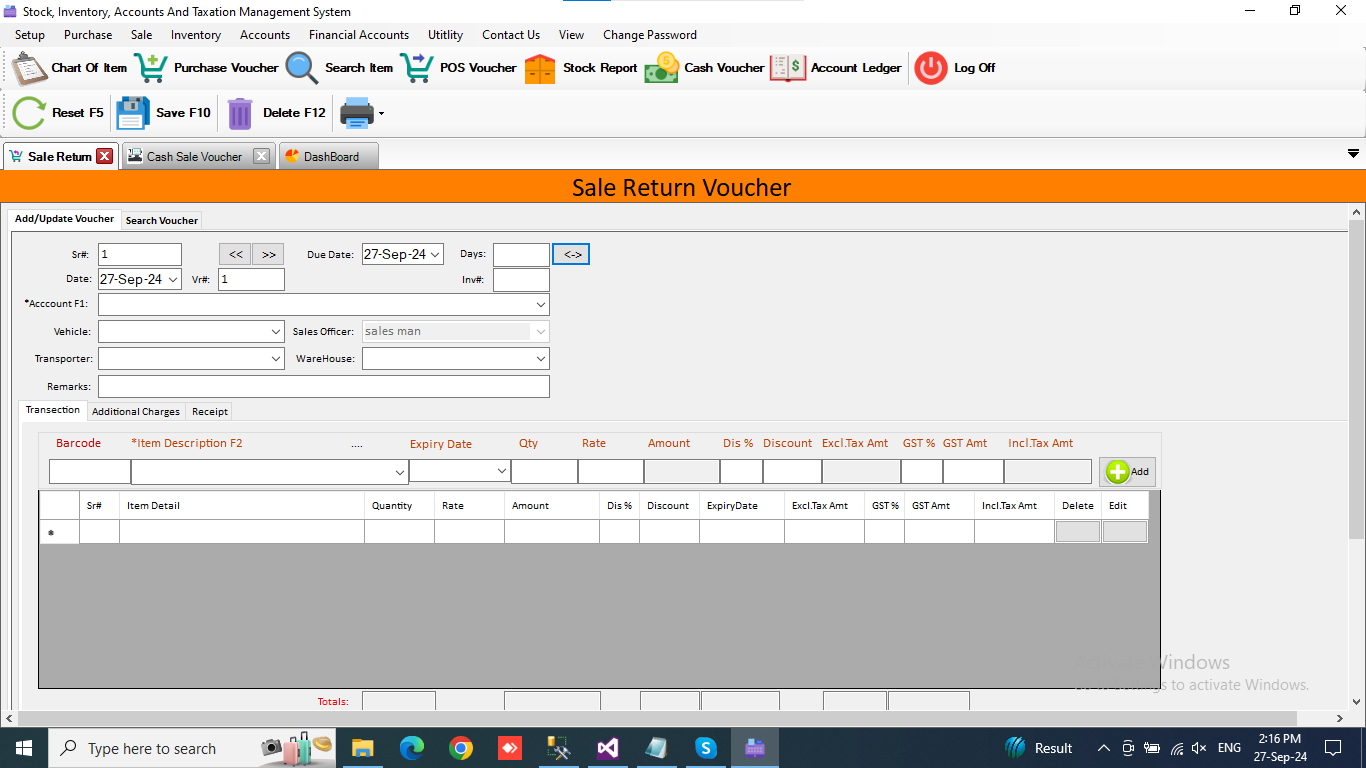 Stock, Inventory, Accounts And Taxation Management System
Setup Purchase Sale Inventory Accounts Financial Accounts Utitlity Contact Us View Change Password
Chart Of Item Purchase Voucher Search Item POS Voucher Stock Report Cash Voucher Account Ledger Log Off
Reset F5 Save F10 Delete F12
Sale Return Cash Sale Voucher DashBoard
Sale Return Voucher
Add/Update Voucher Search Voucher
Sr#: 1 << >> Due Date: 27-Sep-24 Days: <->
Date: 27-Sep-24 Vr#: 1 Inv#:
*Acccount F1:
Vehicle: Sales Officer: sales man
Transporter: WareHouse:
Remarks:
Transection Additional Charges Receipt
Barcode *Item Description F2 .... Expiry Date Qty Rate Amount Dis % Discount Excl.Tax Amt GST % GST Amt Incl.Tax Amt
Add
Sr# Item Detail Quantity Rate Amount Dis % Discount ExpiryDate Excl.Tax Amt GST % GST Amt Incl.Tax Amt Delete Edit
*
Windows
to activate Windows.
Totals:
Type here to search Result ENG 2:16 PM
27-Sep-24